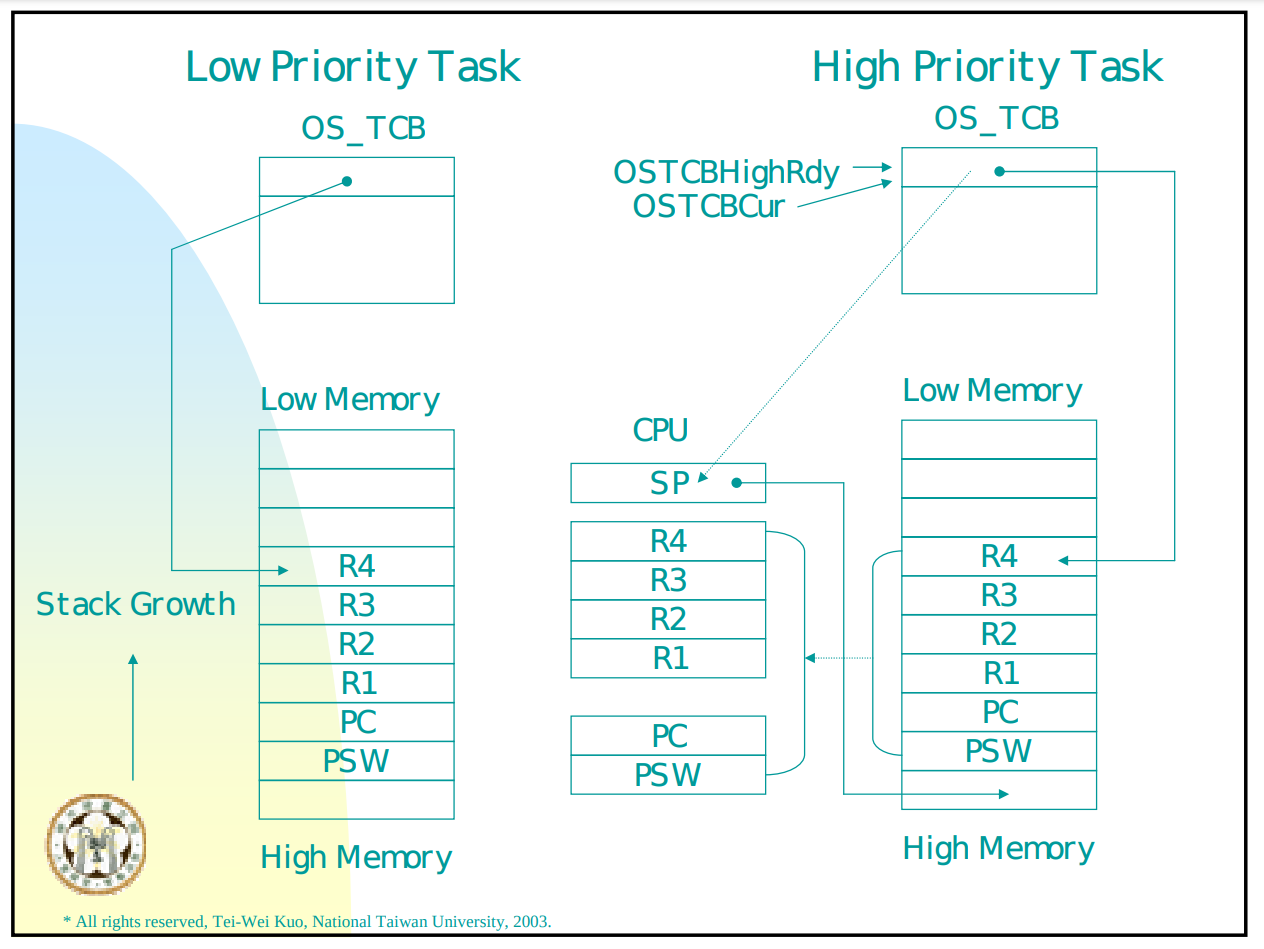 Low Priority Task
High Priority Task
OS_TCB
OS_TCB
OSTCBHighRdy
OSTCBCur
Low Memory
Low Memory
CPU
SP
R4
R3
R2
R1
PC
PSW
R4
R3
R2
R1
PC
PSW
R4
R3
R2
R1
PC
PSW
Stack Growth
High Memory
High Memory
* All rights reserved, Tei-Wei Kuo, National Taiwan University, 2003.